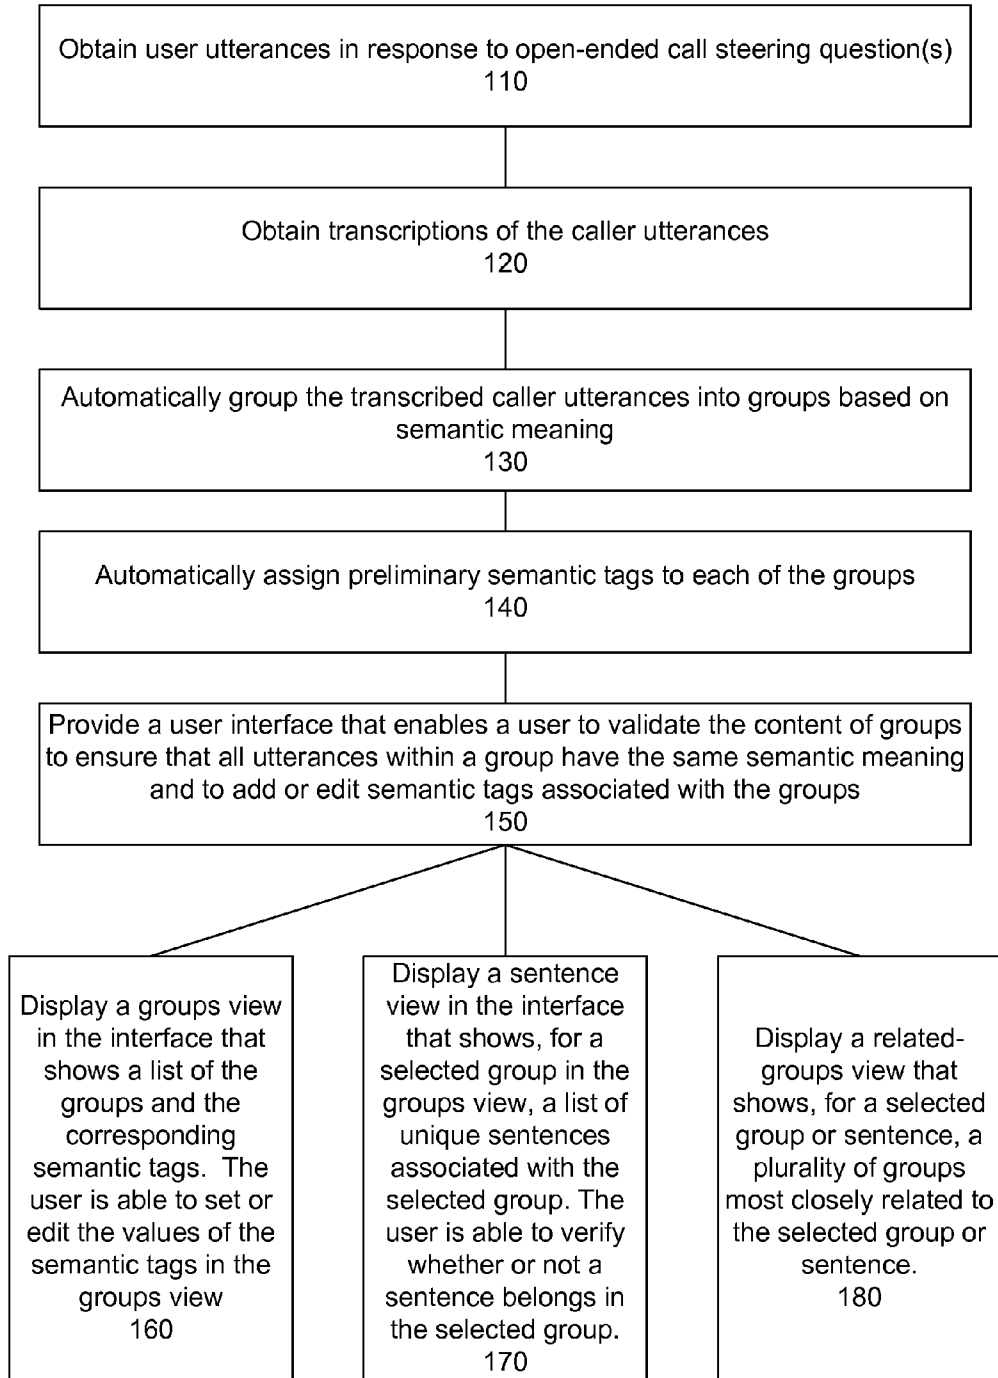 Obtain user utterances in response to open-ended call steering question(s)
110
Obtain transcriptions of the caller utterances
120
Automatically group the transcribed caller utterances into groups based on
semantic meaning
130
Automatically assign preliminary semantic tags to each of the groups
140
Provide a user interface that enables a user to validate the content of groups
to ensure that all utterances within a group have the same semantic meaning
and to add or edit semantic tags associated with the groups
150
Display a groups view
in the interface that
shows a list of the
groups and the
corresponding
semantic tags.  The
user is able to set or
edit the values of the
semantic tags in the
groups view
160
Display a sentence
view in the interface
that shows, for a
selected group in the
groups view, a list of
unique sentences
associated with the
selected group. The
user is able to verify
whether or not a
sentence belongs in
the selected group.
170
Display a related-
groups view that
shows, for a selected
group or sentence, a
plurality of groups
most closely related to
the selected group or
sentence.
180